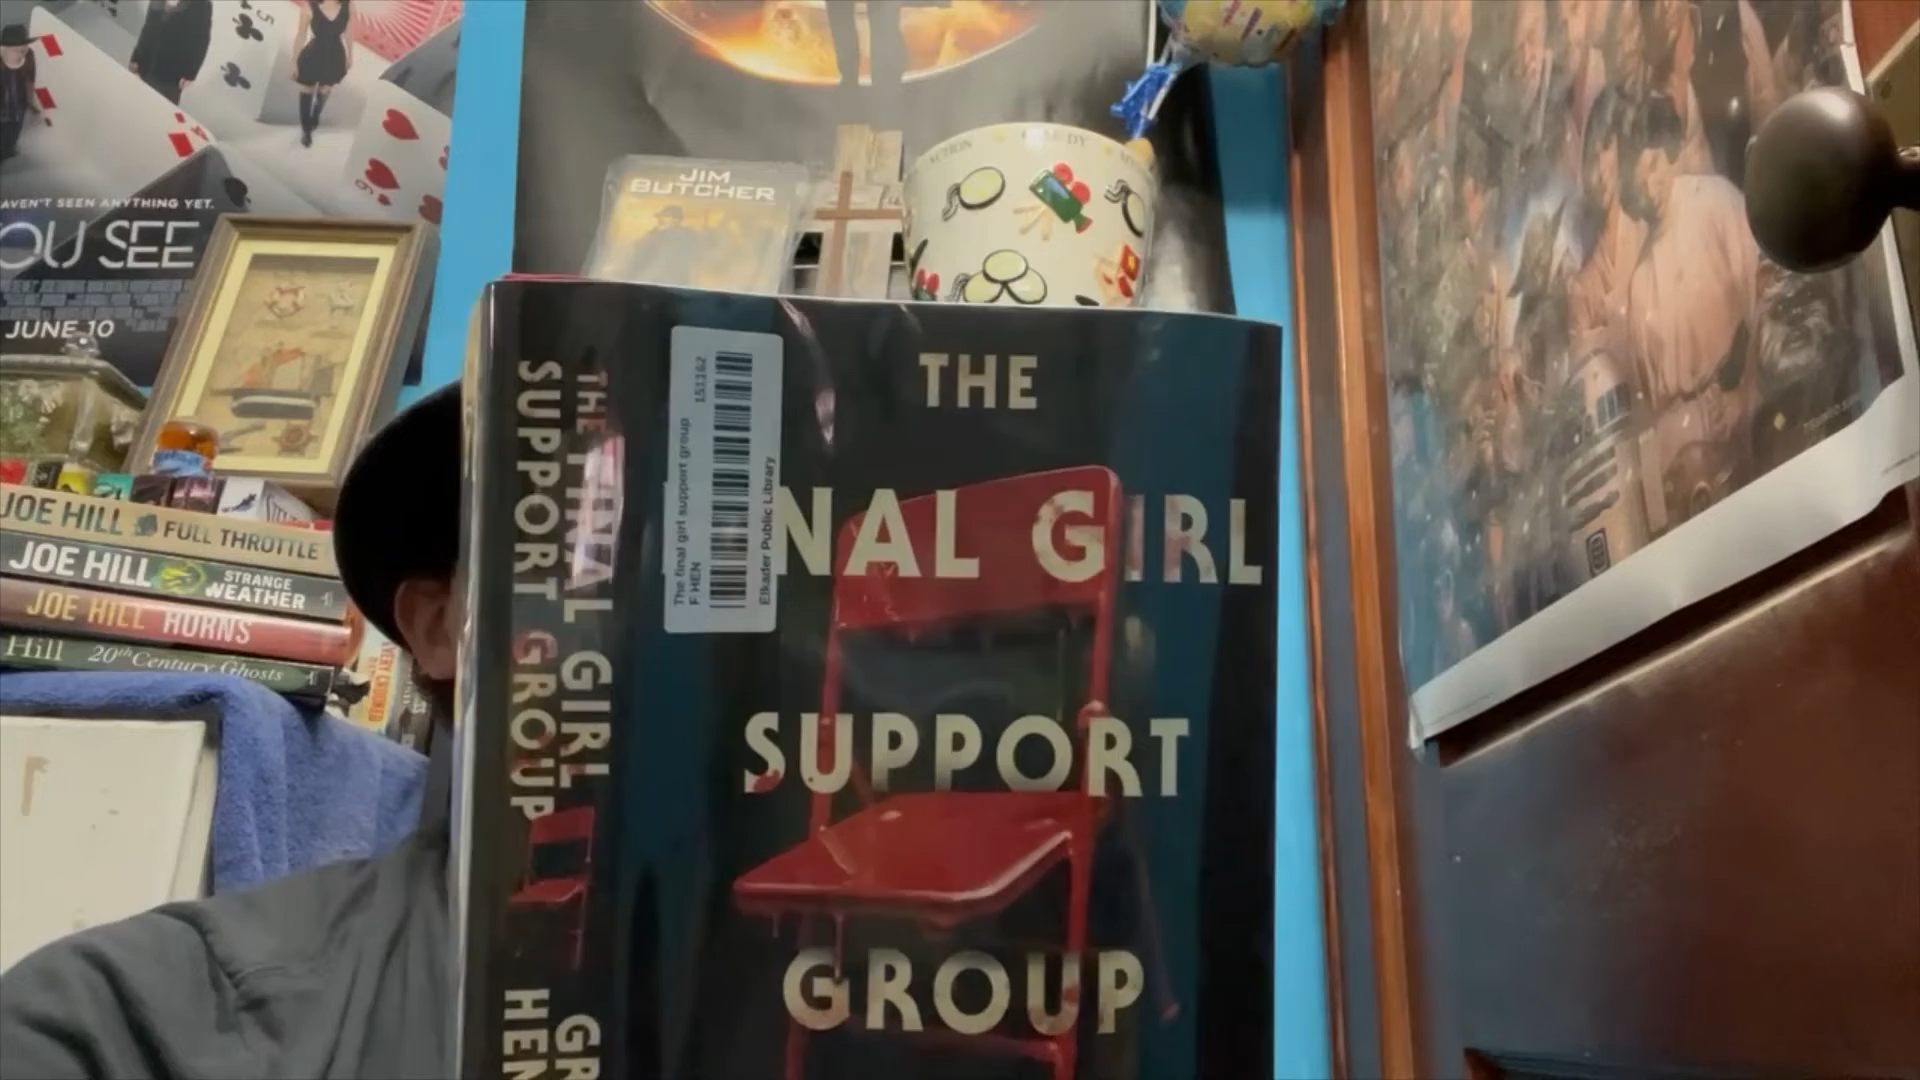 HAVEN'T SEEN ANYTHING YET.
YOU SEE
JUNE 10
JIM
BUTCHER
JOE HILL FULL THROTTLE
JOE HILL STRANGE
WEATHER
JOE HILL HORNS
Hill 20th Century Ghosts
THE FINAL GIRL
SUPPORT GROUP
GR
HEN
The final girl support group
F HEN
151162
Elkader Public Library
THE
NAL GIRL
SUPPORT
GROUP